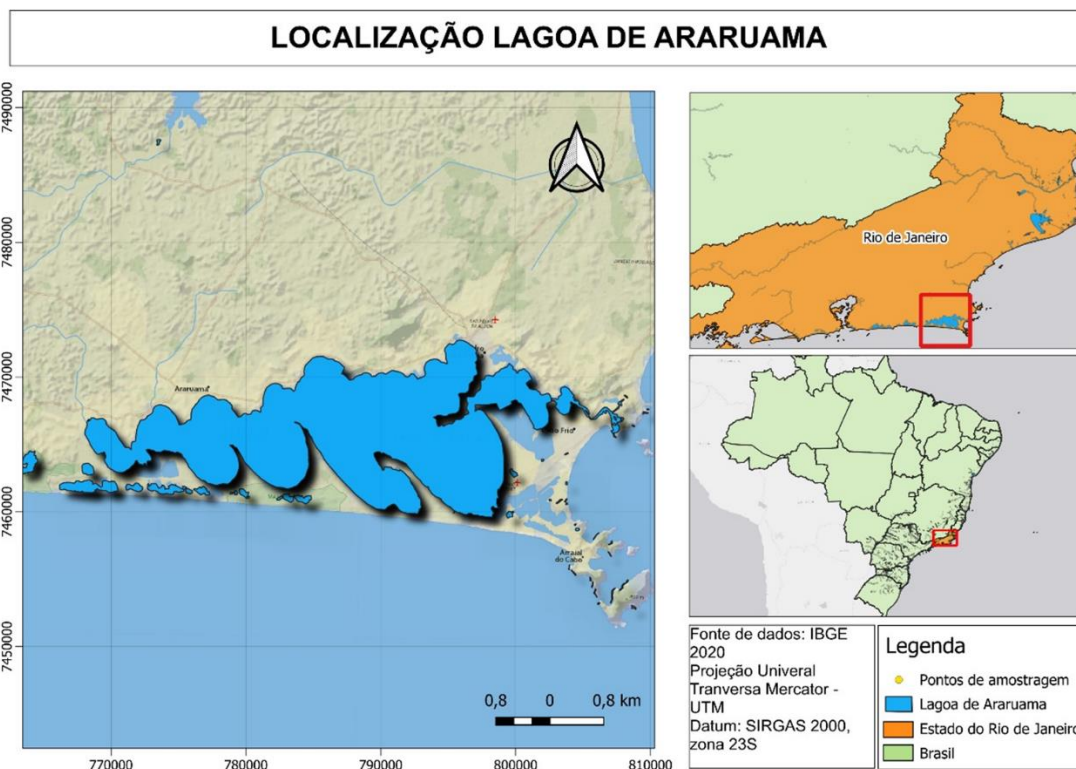 LOCALIZAÇÃO LAGOA DE ARARUAMA
7490000
7480000
7470000
7460000
7450000
770000
780000
790000
800000
810000
Araruama
Arraial
do Cabo
0,8 0 0,8 km
Rio de Janeiro
Fonte de dados: IBGE
2020
Projeção Univeral
Tranversa Mercator -
UTM
Datum: SIRGAS 2000,
zona 23S
Legenda
Pontos de amostragem
Lagoa de Araruama
Estado do Rio de Janeiro
Brasil